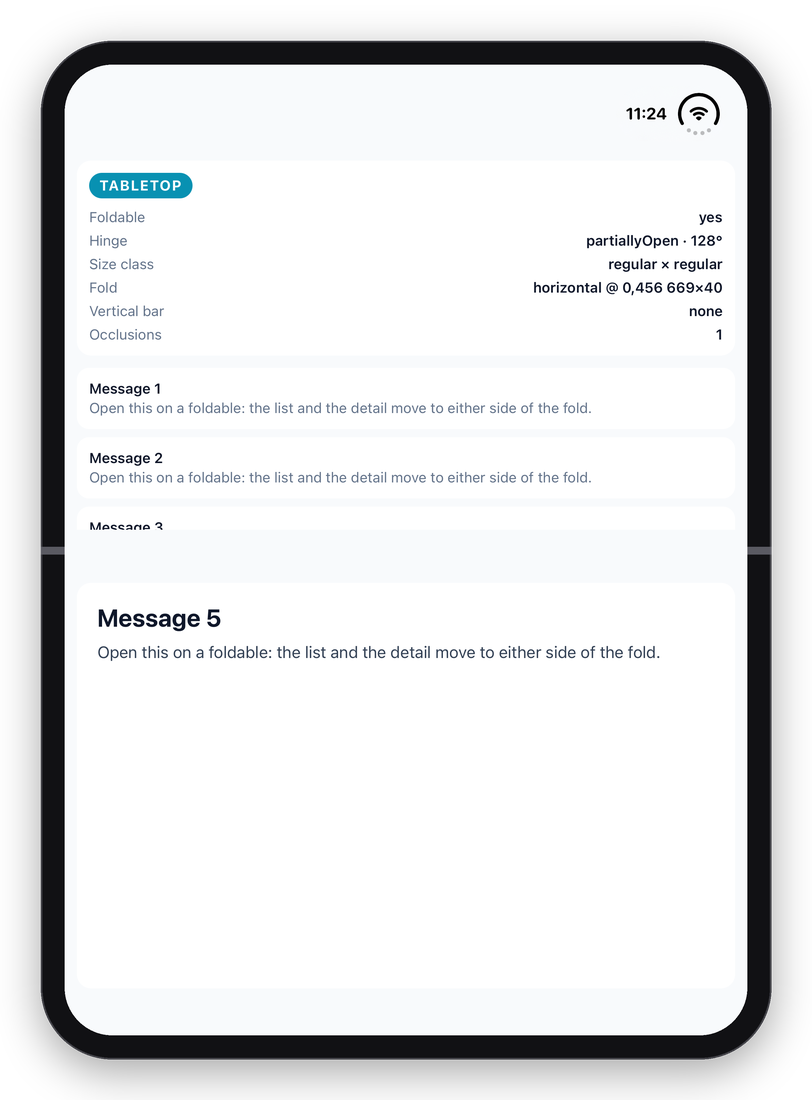 11:24
TABLETOP
Foldable yes
Hinge partiallyOpen · 128°
Size class regular × regular
Fold horizontal @ 0,456 669×40
Vertical bar none
Occlusions 1
Message 1
Open this on a foldable: the list and the detail move to either side of the fold.
Message 2
Open this on a foldable: the list and the detail move to either side of the fold.
Message 3
Message 5
Open this on a foldable: the list and the detail move to either side of the fold.